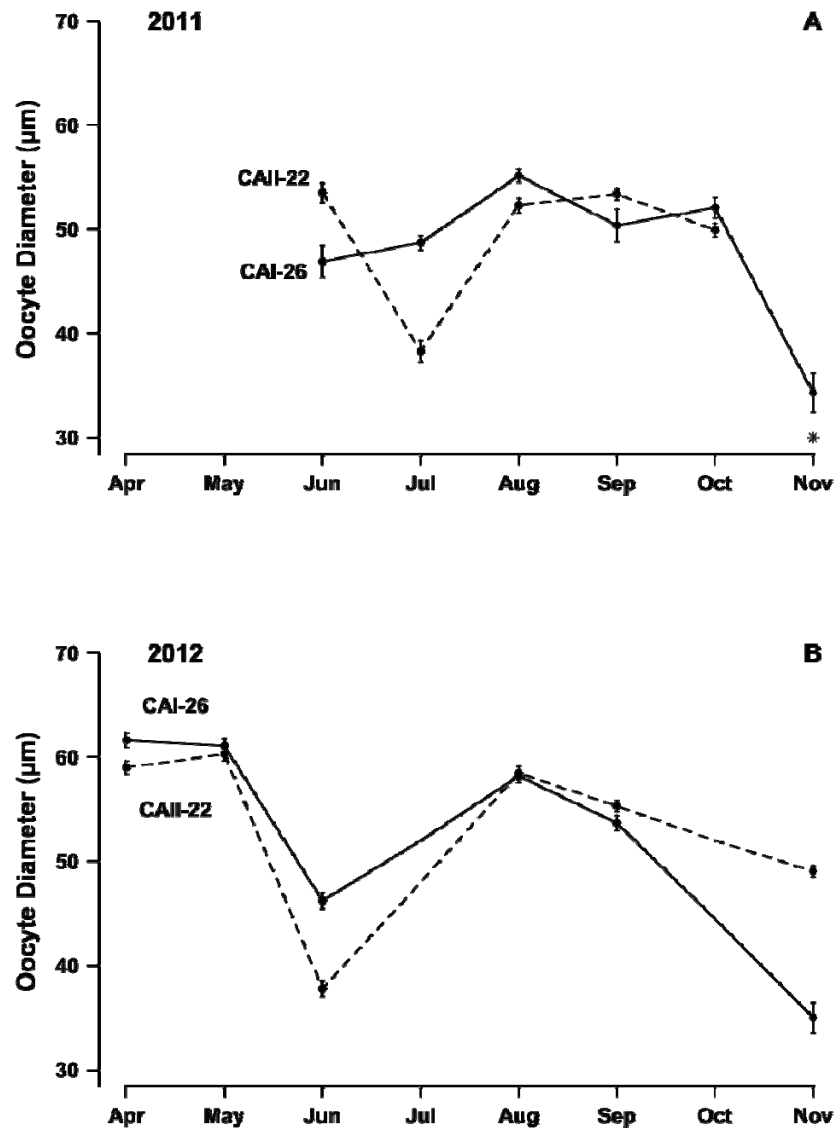 2011 A
70
60
50
40
30
Oocyte Diameter (µm)
CAII-22
CAI-26
*
Apr May Jun Jul Aug Sep Oct Nov
2012 B
70
60
50
40
30
Oocyte Diameter (µm)
CAI-26
CAII-22
Apr May Jun Jul Aug Sep Oct Nov